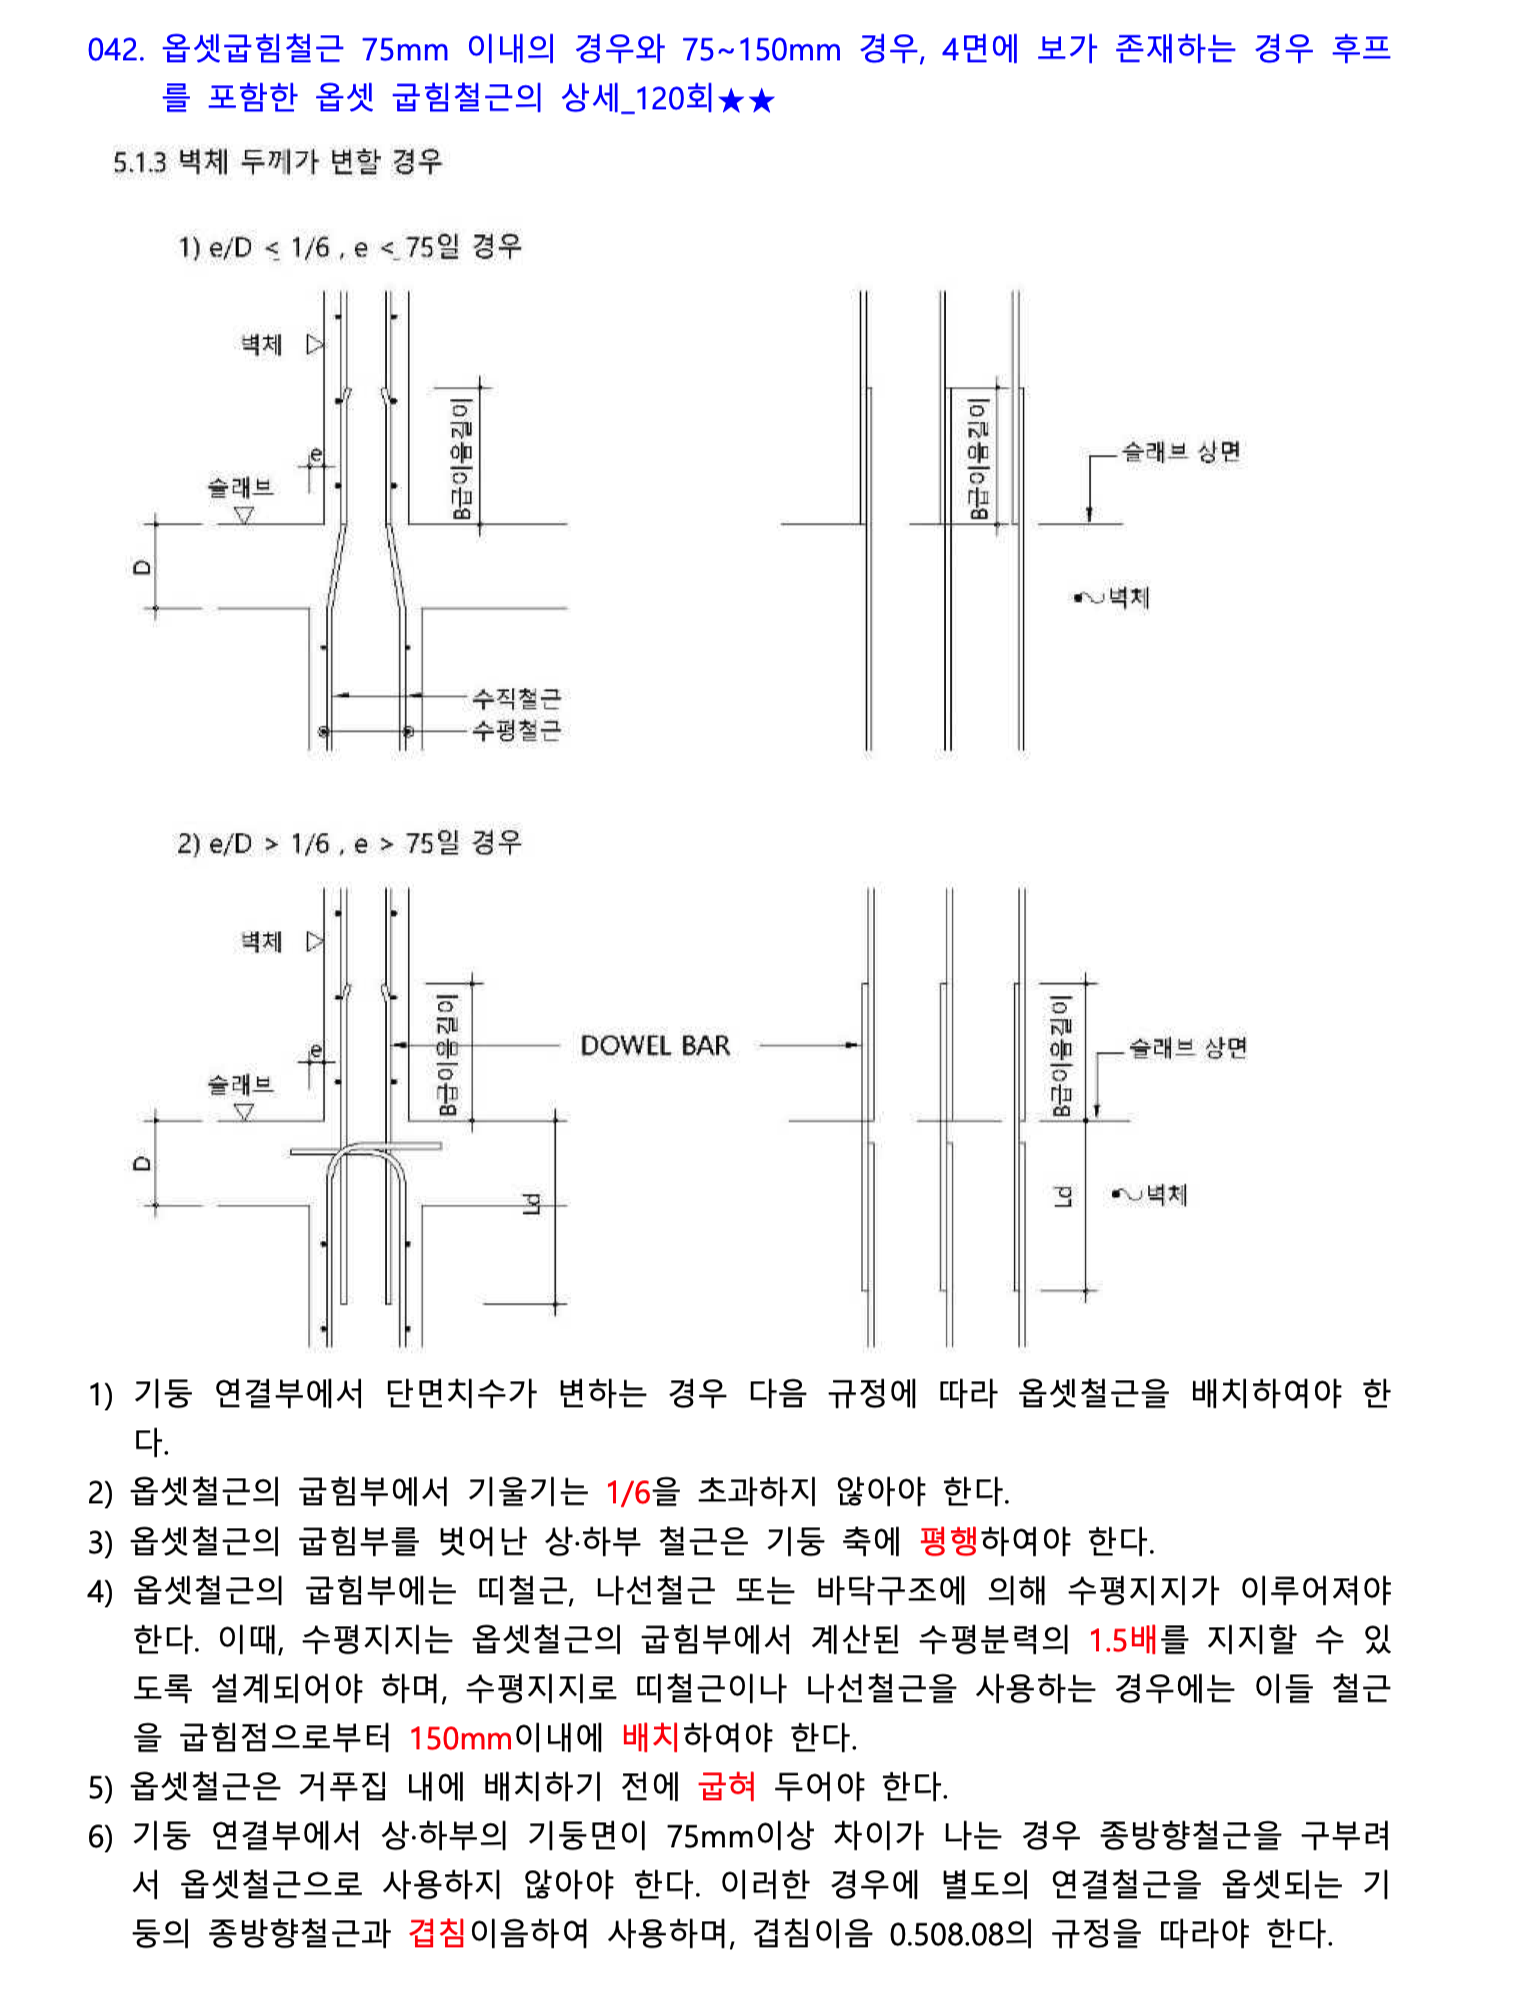 042. 옵셋굽힘철근 75mm 이내의 경우와 75~150mm 경우, 4면에 보가 존재하는 경우 후프
를 포함한 옵셋 굽힘철근의 상세_120회★★
5.1.3 벽체 두께가 변할 경우
1) e/D ≤ 1/6 , e ≤ 75일 경우
벽체
e
슬래브
D
B급이음길이
수직철근
수평철근
B급이음길이
슬래브 상면
벽체
2) e/D > 1/6 , e > 75일 경우
벽체
e
슬래브
D
B급이음길이
Ld
DOWEL BAR
B급이음길이
Ld
슬래브 상면
벽체
1) 기둥 연결부에서 단면치수가 변하는 경우 다음 규정에 따라 옵셋철근을 배치하여야 한
다.
2) 옵셋철근의 굽힘부에서 기울기는 1/6을 초과하지 않아야 한다.
3) 옵셋철근의 굽힘부를 벗어난 상·하부 철근은 기둥 축에 평행하여야 한다.
4) 옵셋철근의 굽힘부에는 띠철근, 나선철근 또는 바닥구조에 의해 수평지지가 이루어져야
한다. 이때, 수평지지는 옵셋철근의 굽힘부에서 계산된 수평분력의 1.5배를 지지할 수 있
도록 설계되어야 하며, 수평지지로 띠철근이나 나선철근을 사용하는 경우에는 이들 철근
을 굽힘점으로부터 150mm이내에 배치하여야 한다.
5) 옵셋철근은 거푸집 내에 배치하기 전에 굽혀 두어야 한다.
6) 기둥 연결부에서 상·하부의 기둥면이 75mm이상 차이가 나는 경우 종방향철근을 구부려
서 옵셋철근으로 사용하지 않아야 한다. 이러한 경우에 별도의 연결철근을 옵셋되는 기
둥의 종방향철근과 겹침이음하여 사용하며, 겹침이음 0.508.08의 규정을 따라야 한다.